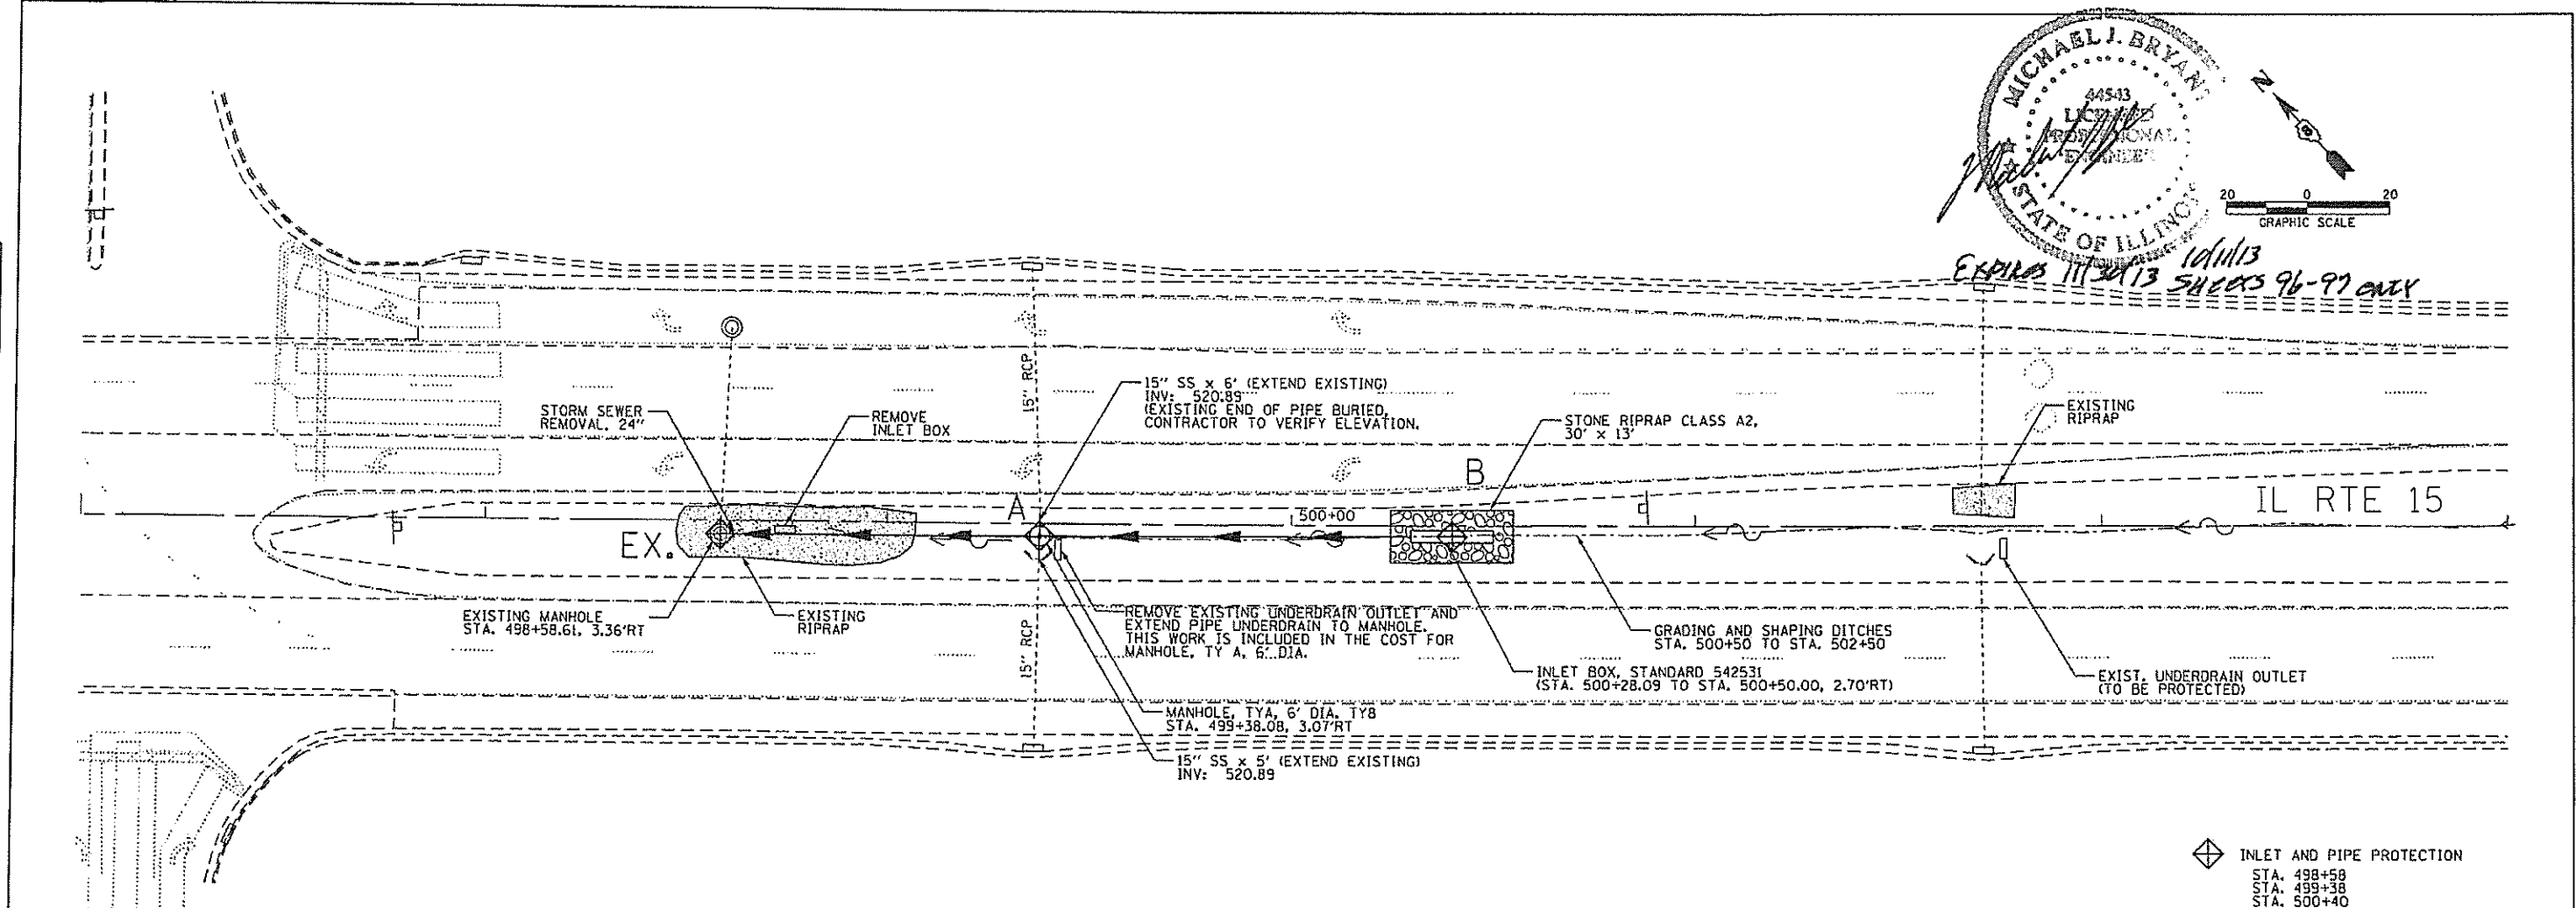 MICHAEL J. BRYAN
44543
LICENSED
PROFESSIONAL
ENGINEER
STATE OF ILLINOIS
N
20 0 20
GRAPHIC SCALE
EXPIRES 11/30/13
10/11/13
SHEETS 96-97 ONLY
15" RCP
15" SS x 6' (EXTEND EXISTING)
INV: 520.89
(EXISTING END OF PIPE BURIED,
CONTRACTOR TO VERIFY ELEVATION.
STORM SEWER
REMOVAL, 24"
REMOVE
INLET BOX
STONE RIPRAP CLASS A2,
30' x 13'
EXISTING
RIPRAP
A
B
500+00
IL RTE 15
EX.
EXISTING MANHOLE
STA. 498+58.61, 3.36'RT
EXISTING
RIPRAP
REMOVE EXISTING UNDERDRAIN OUTLET AND
EXTEND PIPE UNDERDRAIN TO MANHOLE.
THIS WORK IS INCLUDED IN THE COST FOR
MANHOLE, TY A, 6' DIA.
GRADING AND SHAPING DITCHES
STA. 500+50 TO STA. 502+50
15" RCP
INLET BOX, STANDARD 542531
(STA. 500+28.09 TO STA. 500+50.00, 2.70'RT)
EXIST. UNDERDRAIN OUTLET
(TO BE PROTECTED)
MANHOLE, TYA, 6' DIA. TY8
STA. 499+38.08, 3.07'RT
15" SS x 5' (EXTEND EXISTING)
INV: 520.89
INLET AND PIPE PROTECTION
STA. 498+58
STA. 499+38
STA. 500+40